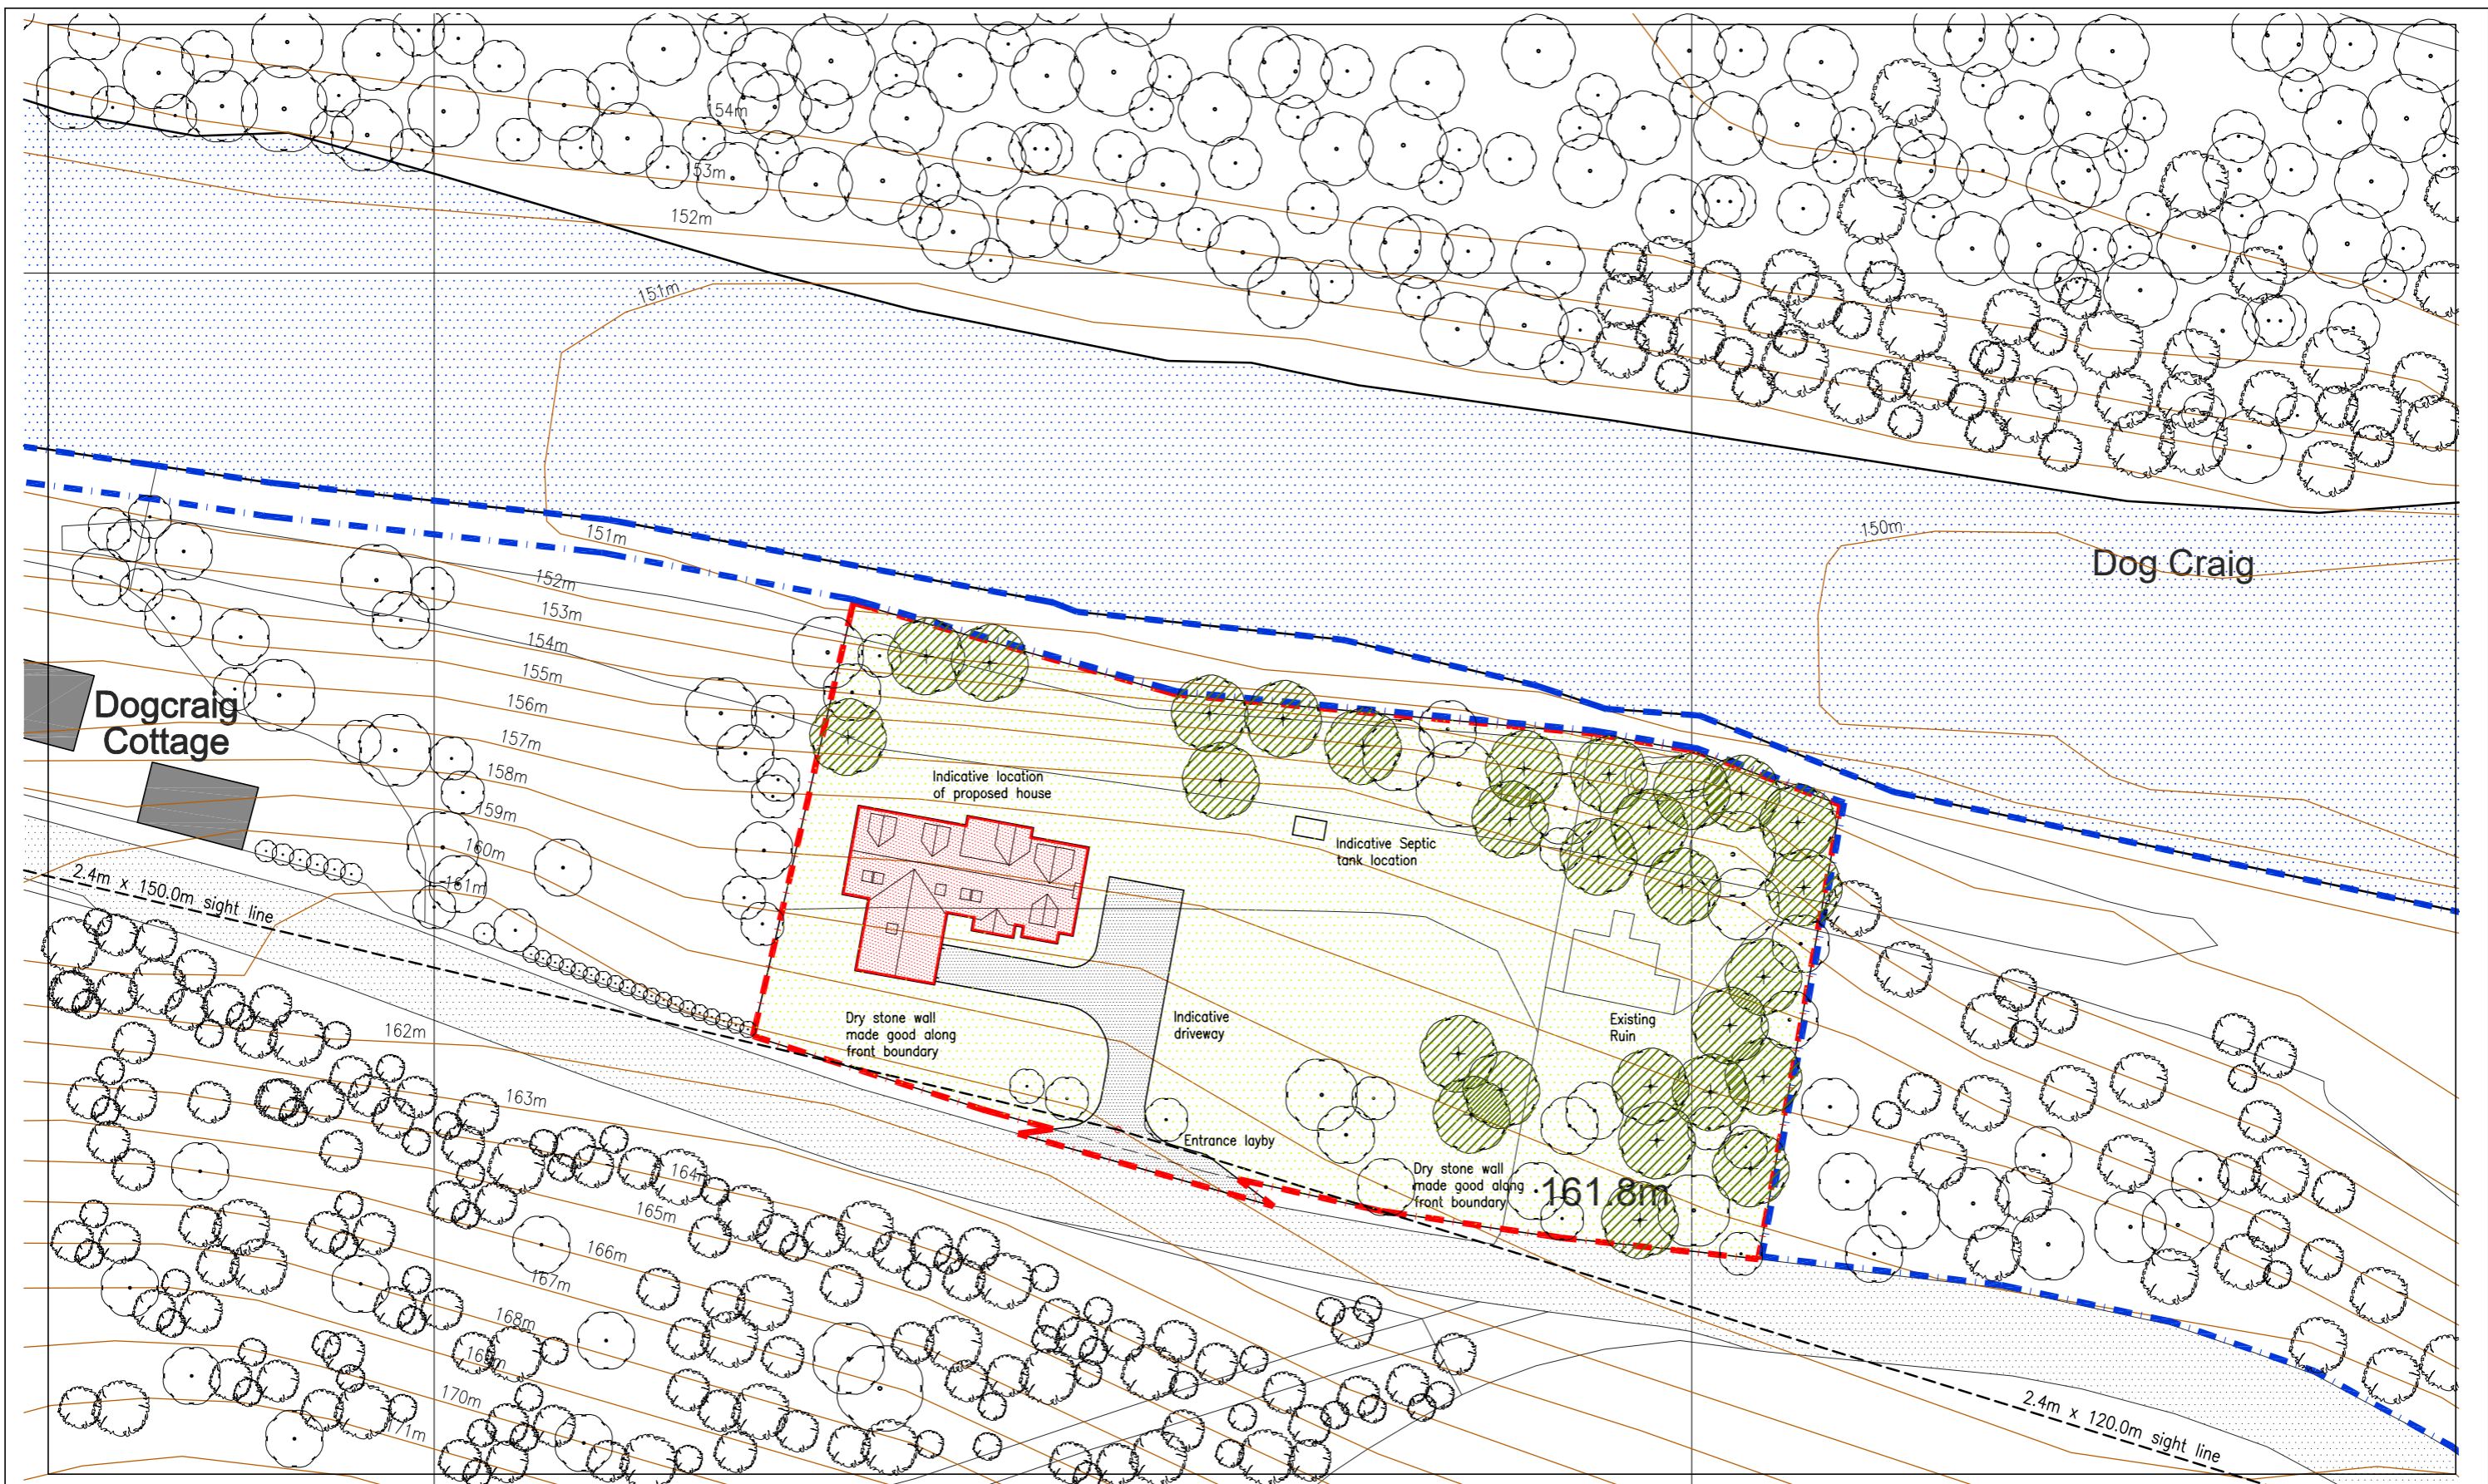 154m
153m
152m
151m
150m
Dog Craig
151m
152m
153m
154m
155m
156m
157m
158m
159m
160m
161m
Dogcraig
Cottage
Indicative location
of proposed house
Indicative Septic
tank location
2.4m x 150.0m sight line
Dry stone wall
made good along
front boundary
Indicative
driveway
Existing
Ruin
162m
163m
164m
165m
166m
167m
168m
169m
170m
171m
Entrance layby
Dry stone wall
made good along
front boundary
161.8m
2.4m x 120.0m sight line